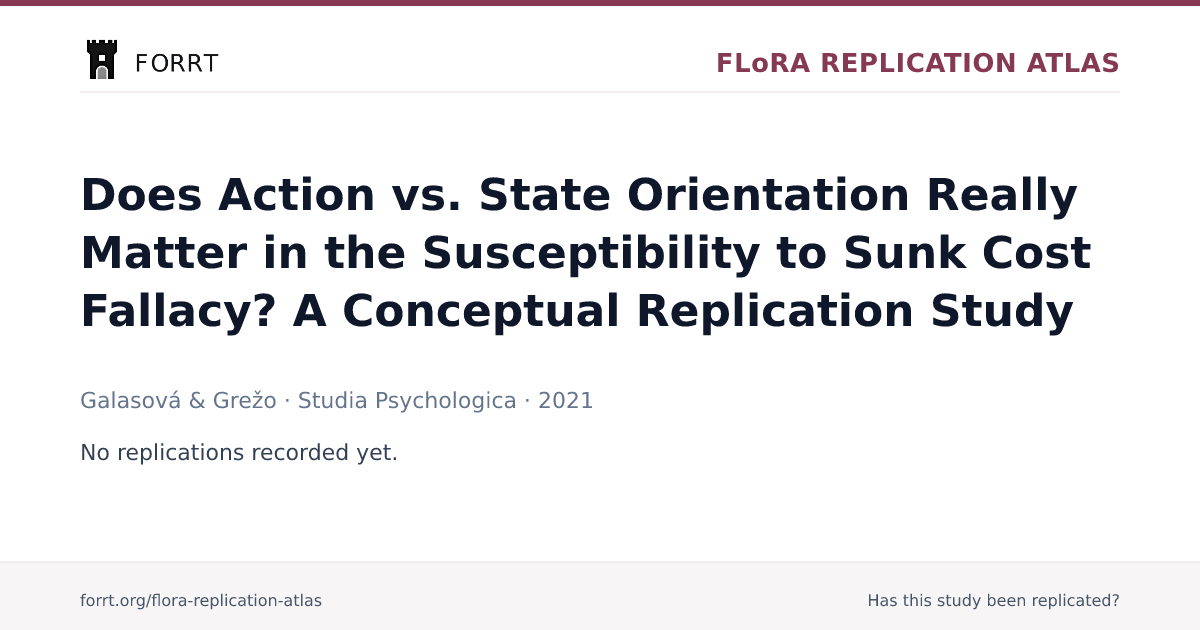 FORRT
FLoRA REPLICATION ATLAS
Does Action vs. State Orientation Really
Matter in the Susceptibility to Sunk Cost
Fallacy? A Conceptual Replication Study
Galasová & Grežo · Studia Psychologica · 2021
No replications recorded yet.
forrt.org/flora-replication-atlas
Has this study been replicated?